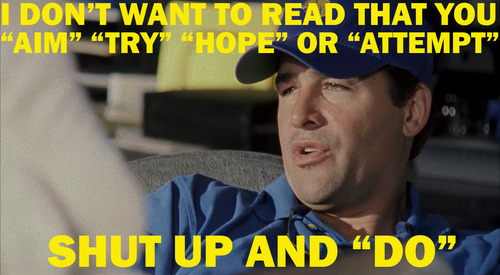 I DON'T WANT TO READ THAT YOU
“AIM” “TRY” “HOPE” OR “ATTEMPT”
SHUT UP AND “DO”